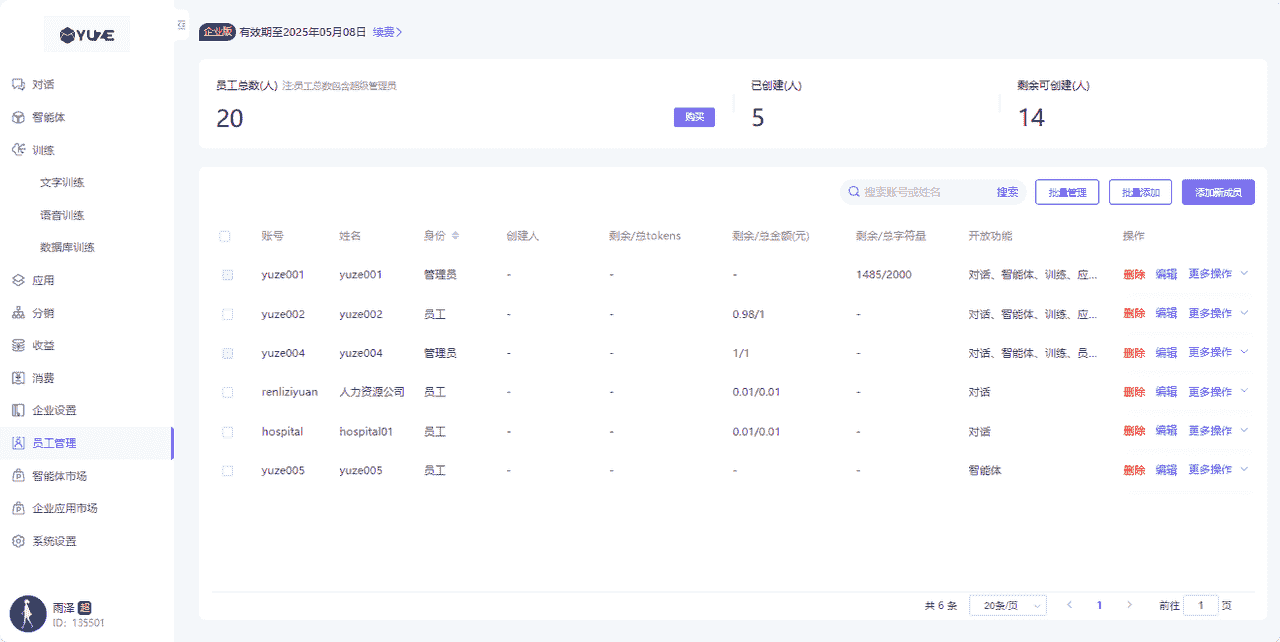 YUZE
企业版 有效期至2025年05月08日 续费
对话
智能体
训练
文字训练
语音训练
数据库训练
应用
分销
收益
消费
企业设置
员工管理
智能体市场
企业应用市场
系统设置
雨泽 超
ID: 135501
员工总数(人) 注:员工总数包含超级管理员
20
购买
已创建(人)
5
剩余可创建(人)
14
搜索账号或姓名 搜索 批量管理 批量添加 添加新成员
账号 姓名 身份 创建人 剩余/总tokens 剩余/总金额(元) 剩余/总字符量 开放功能 操作
yuze001 yuze001 管理员 - - - 1485/2000 对话、智能体、训练、应... 删除 编辑 更多操作
yuze002 yuze002 员工 - - 0.98/1 - 对话、智能体、训练、应... 删除 编辑 更多操作
yuze004 yuze004 管理员 - - 1/1 - 对话、智能体、训练、员... 删除 编辑 更多操作
renliziyuan 人力资源公司 员工 - - 0.01/0.01 - 对话 删除 编辑 更多操作
hospital hospital01 员工 - - 0.01/0.01 - 对话 删除 编辑 更多操作
yuze005 yuze005 员工 - - - - 智能体 删除 编辑 更多操作
共 6 条 20条/页 1 前往 1 页